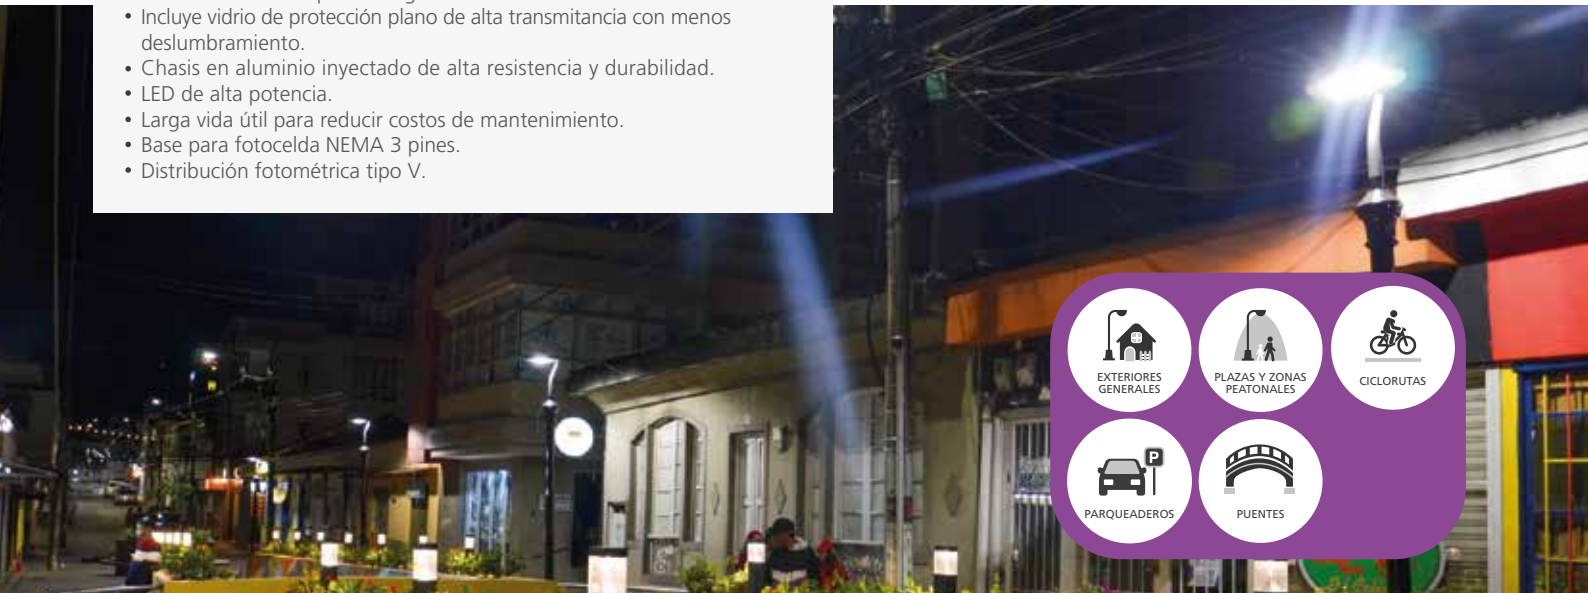 • Incluye vidrio de protección plano de alta transmitancia con menos
deslumbramiento.
• Chasis en aluminio inyectado de alta resistencia y durabilidad.
• LED de alta potencia.
• Larga vida útil para reducir costos de mantenimiento.
• Base para fotocelda NEMA 3 pines.
• Distribución fotométrica tipo V.
EXTERIORES
GENERALES
PLAZAS Y ZONAS
PEATONALES
CICLORUTAS
P
PARQUEADEROS
PUENTES